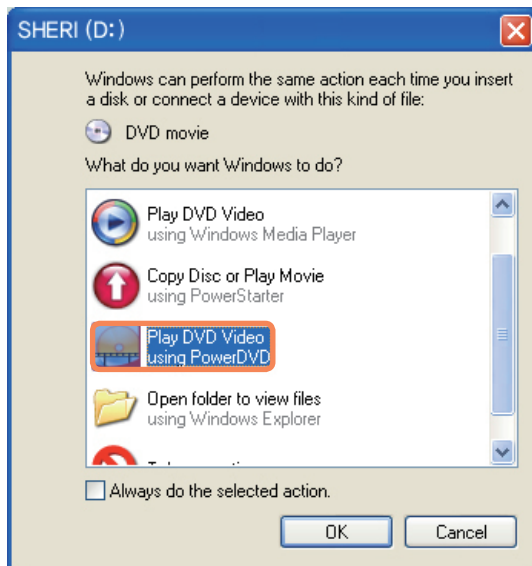 SHERI (D:)
Windows can perform the same action each time you insert
a disk or connect a device with this kind of file:
DVD movie
What do you want Windows to do?
Play DVD Video
using Windows Media Player
Copy Disc or Play Movie
using PowerStarter
Play DVD Video
using PowerDVD
Open folder to view files
using Windows Explorer
Always do the selected action.
OK
Cancel